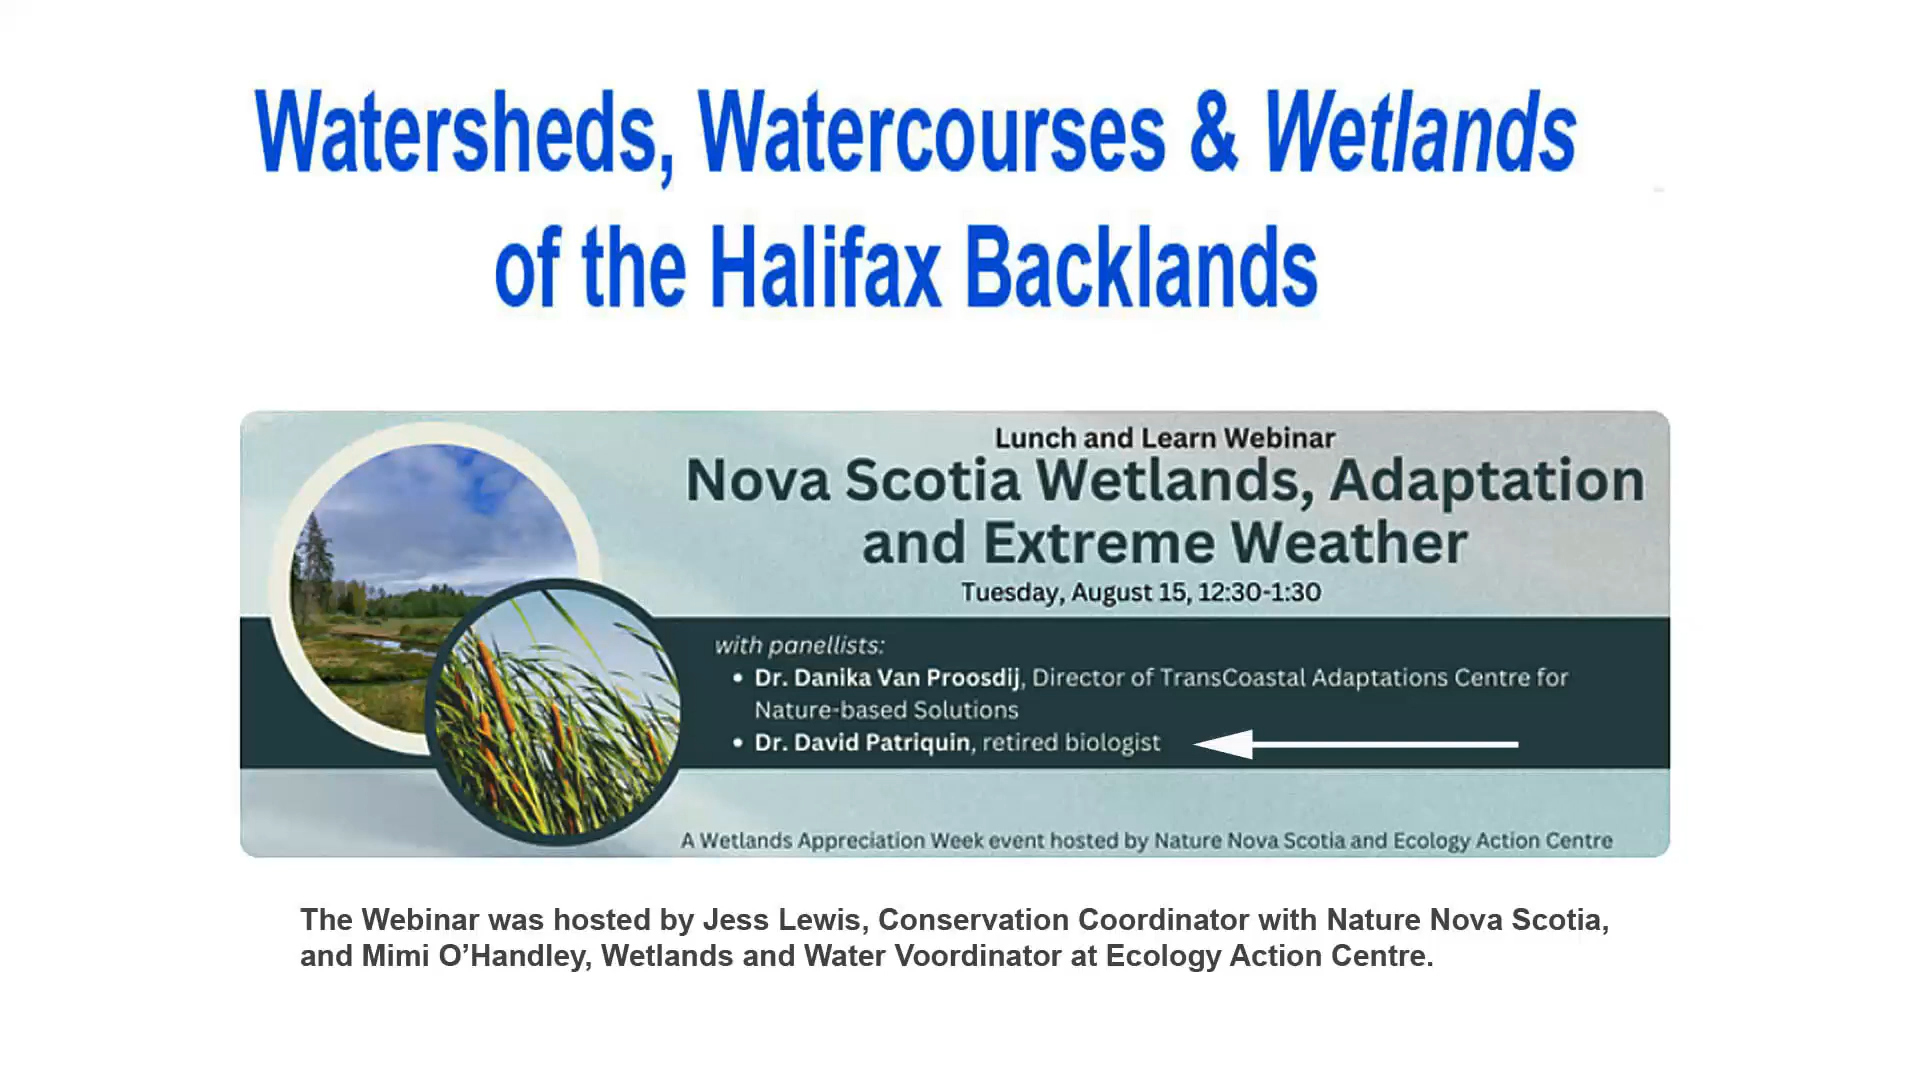 Watersheds, Watercourses & Wetlands
of the Halifax Backlands
Lunch and Learn Webinar
Nova Scotia Wetlands, Adaptation
and Extreme Weather
Tuesday, August 15, 12:30-1:30
with panellists:
• Dr. Danika Van Proosdij, Director of TransCoastal Adaptations Centre for
Nature-based Solutions
• Dr. David Patriquin, retired biologist
A Wetlands Appreciation Week event hosted by Nature Nova Scotia and Ecology Action Centre
The Webinar was hosted by Jess Lewis, Conservation Coordinator with Nature Nova Scotia,
and Mimi O’Handley, Wetlands and Water Voordinator at Ecology Action Centre.